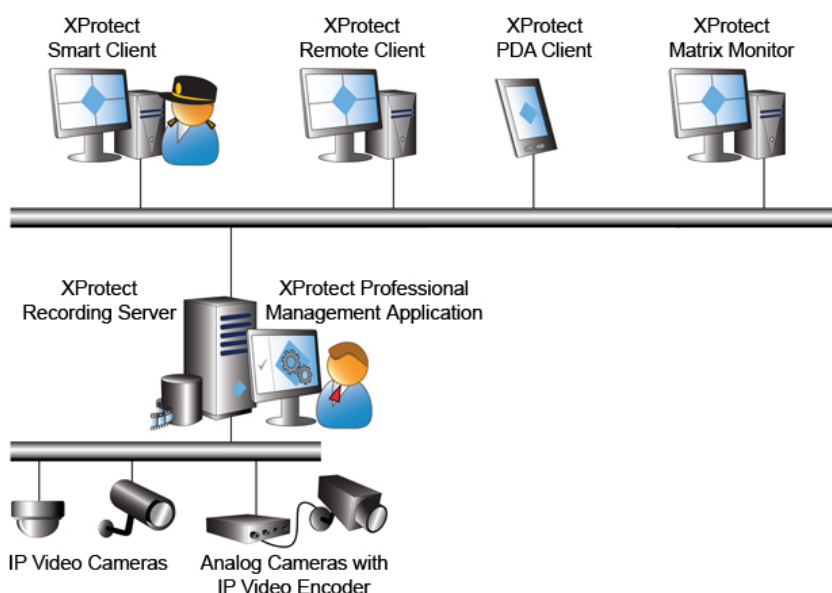 XProtect
Smart Client
XProtect
Remote Client
XProtect
PDA Client
XProtect
Matrix Monitor
XProtect
Recording Server
XProtect Professional
Management Application
IP Video Cameras
Analog Cameras with
IP Video Encoder